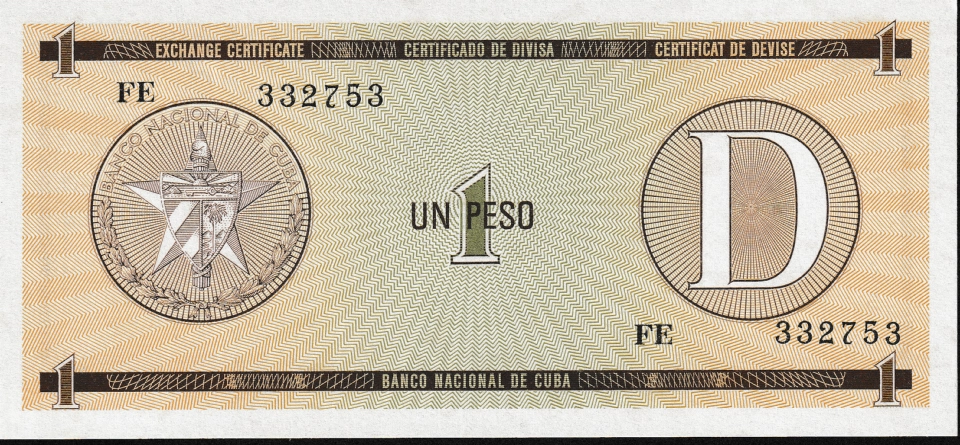 1 EXCHANGE CERTIFICATE CERTIFICADO DE DIVISA CERTIFICAT DE DEVISE 1
FE 332753
BANCO NACIONAL DE CUBA
D
1
UN PESO
FE 332753
1 BANCO NACIONAL DE CUBA 1